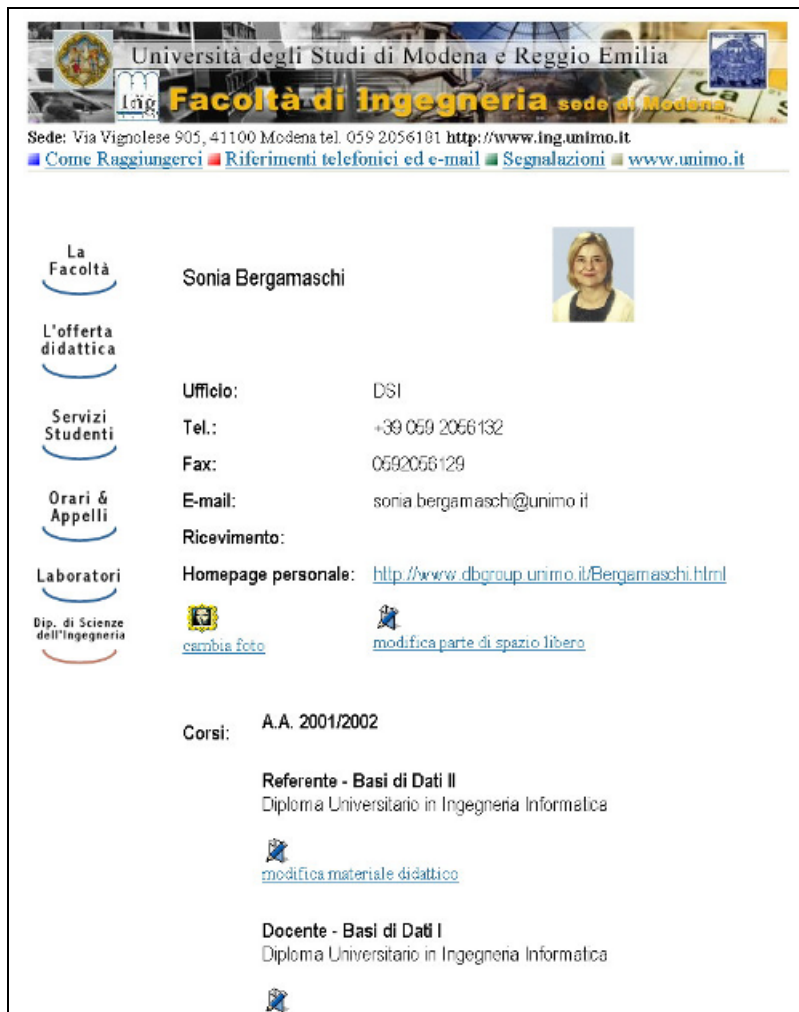 Università degli Studi di Modena e Reggio Emilia
Ing
Facoltà di Ingegneria sede di Modena
Sede: Via Vignolese 905, 41100 Modena tel. 059 2056181 http://www.ing.unimo.it
Come Raggiungerci Riferimenti telefonici ed e-mail Segnalazioni www.unimo.it
La
Facoltà
L'offerta
didattica
Servizi
Studenti
Orari &
Appelli
Laboratori
Dip. di Scienze
dell'Ingegneria
Sonia Bergamaschi
Ufficio: DSI
Tel.: +39 059 2056132
Fax: 0592056129
E-mail: sonia.bergamaschi@unimo.it
Ricevimento:
Homepage personale: http://www.dbgroup.unimo.it/Bergamaschi.html
cambia foto modifica parte di spazio libero
Corsi: A.A. 2001/2002
Referente - Basi di Dati II
Diploma Universitario in Ingegneria Informatica
modifica materiale didattico
Docente - Basi di Dati I
Diploma Universitario in Ingegneria Informatica